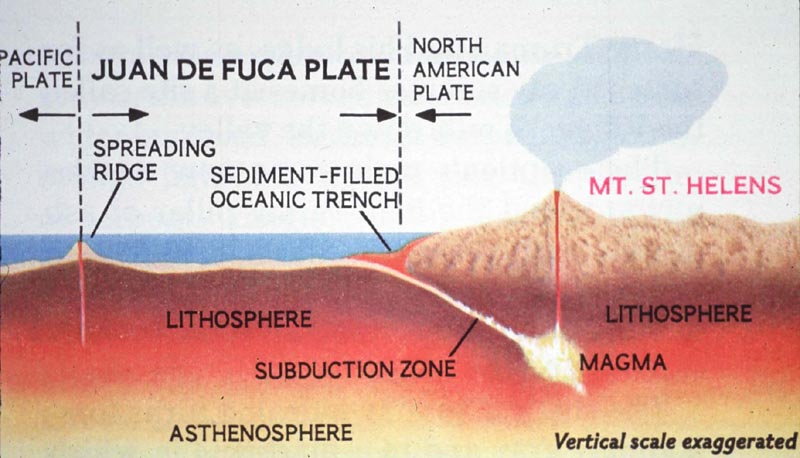 PACIFIC
PLATE
JUAN DE FUCA PLATE
NORTH
AMERICAN
PLATE
SPREADING
RIDGE
SEDIMENT-FILLED
OCEANIC TRENCH
MT. ST. HELENS
LITHOSPHERE
LITHOSPHERE
SUBDUCTION ZONE
MAGMA
ASTHENOSPHERE
Vertical scale exaggerated